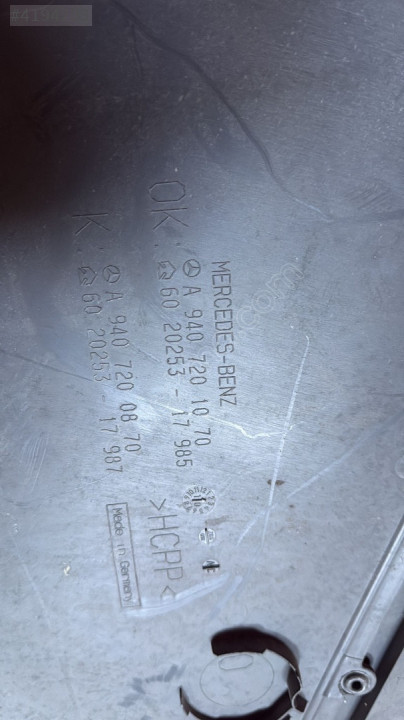 MERCEDES-BENZ
OK: A 940 720 10 70
60 20253 - 17 985
K: A 940 720 08 70
60 20253 17 987
>HCRP<
Made in Germany